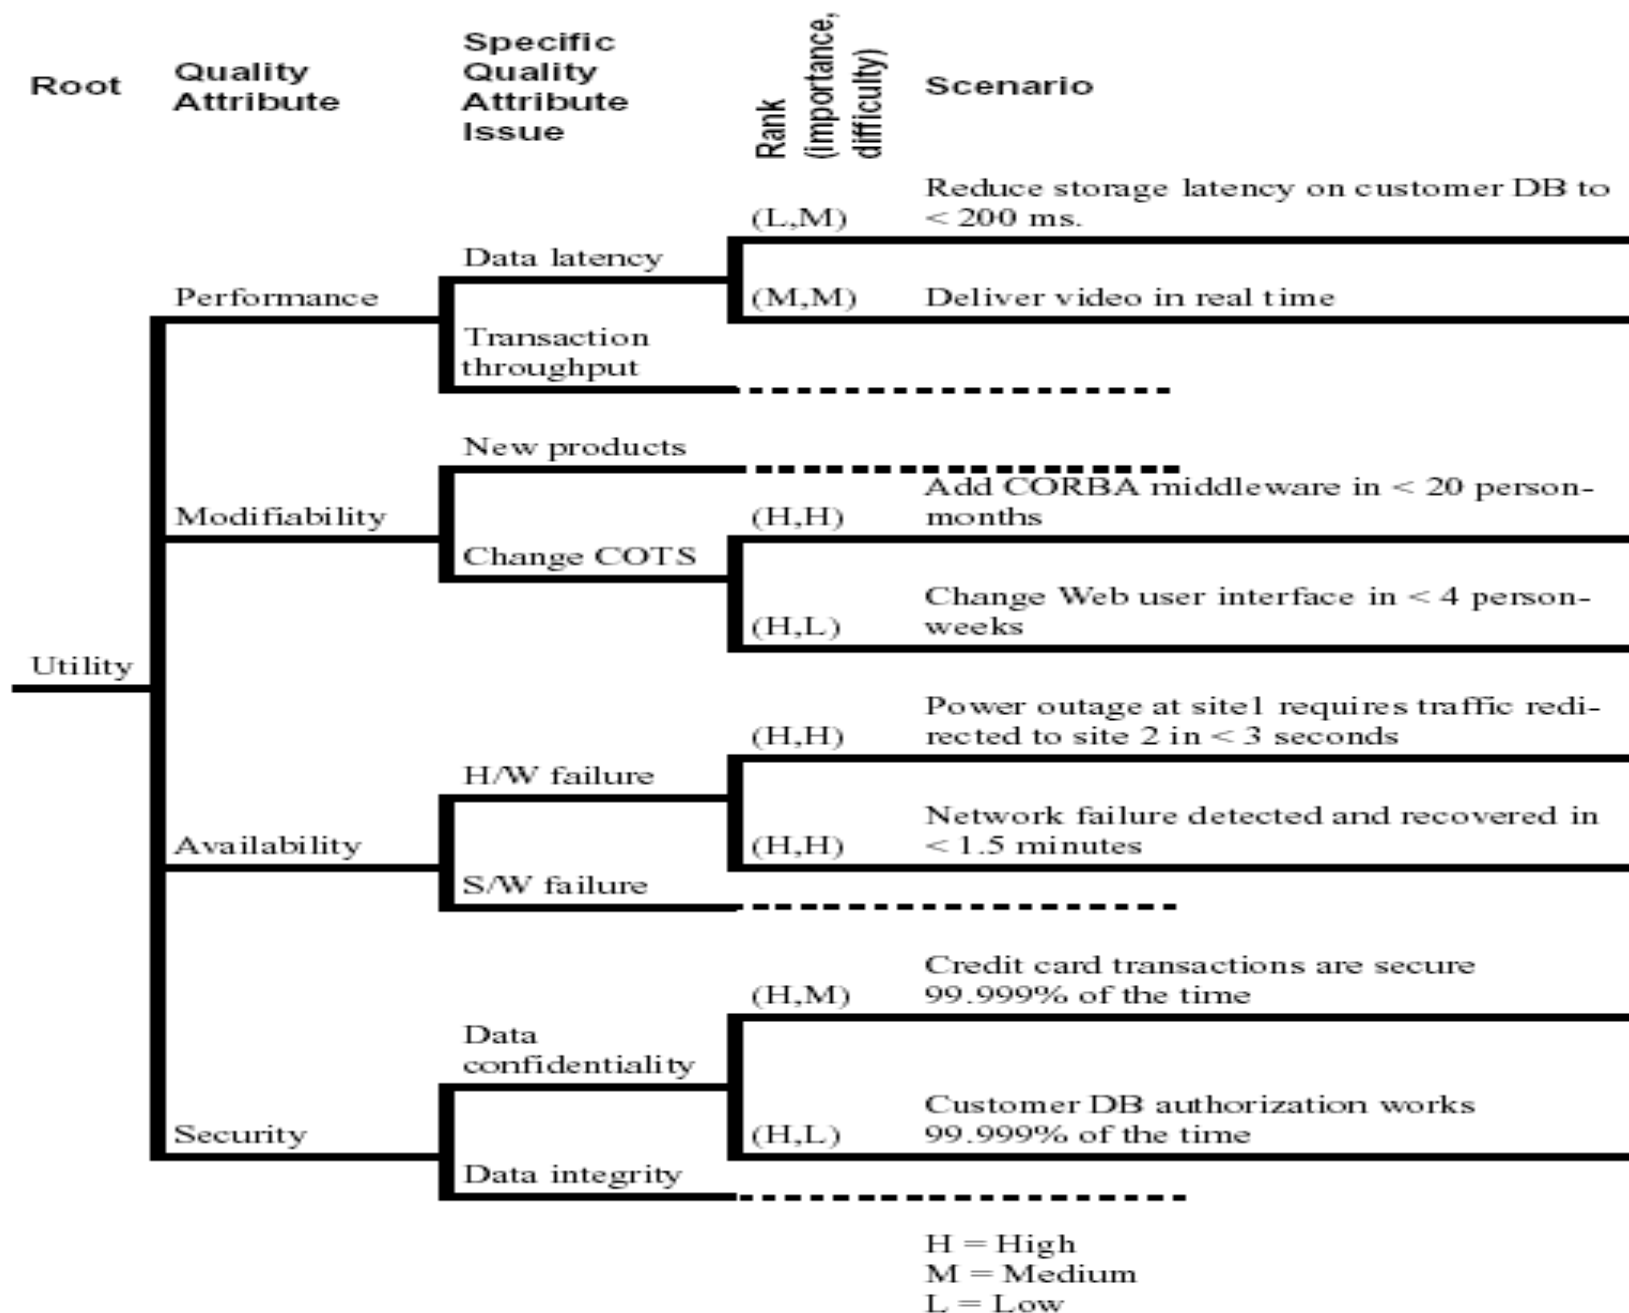 Root
Quality
Attribute
Specific
Quality
Attribute
Issue
Rank
(importance,
difficulty)
Scenario
Utility
Performance
Data latency
(L,M)
Reduce storage latency on customer DB to
< 200 ms.
(M,M)
Deliver video in real time
Transaction
throughput
Modifiability
New products
Change COTS
(H,H)
Add CORBA middleware in < 20 person-
months
(H,L)
Change Web user interface in < 4 person-
weeks
Availability
H/W failure
(H,H)
Power outage at site1 requires traffic redi-
rected to site 2 in < 3 seconds
(H,H)
Network failure detected and recovered in
< 1.5 minutes
S/W failure
Security
Data
confidentiality
(H,M)
Credit card transactions are secure
99.999% of the time
(H,L)
Customer DB authorization works
99.999% of the time
Data integrity
H = High
M = Medium
L = Low